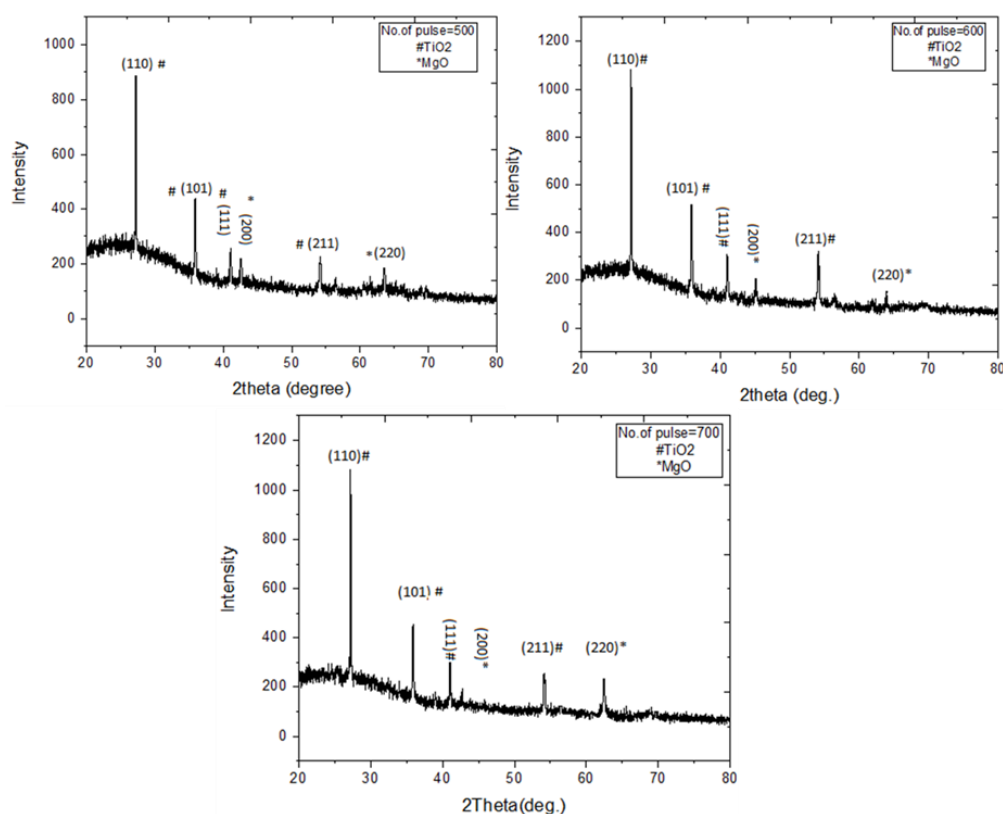 No.of pulse=500
#TiO2
*MgO
(110) #
# (101)
#
(111)
*
(200)
# (211)
*(220)
1000
800
600
400
200
0
Intensity
20 30 40 50 60 70 80
2theta (degree)
No.of pulse=600
#TiO2
*MgO
(110)#
(101) #
(111)#
(200)*
(211)#
(220)*
1200
1000
800
600
400
200
0
Intensity
20 30 40 50 60 70 80
2theta (deg.)
No.of pulse=700
#TiO2
*MgO
(110)#
(101) #
(111)#
(200)*
(211)#
(220)*
1200
1000
800
600
400
200
0
Intensity
20 30 40 50 60 70 80
2Theta(deg.)